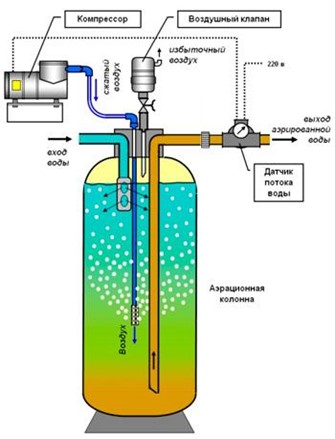 Компрессор
Воздушный клапан
избыточный
воздух
сжатый
воздух
220 в
вход
воды
выход
аэрированной
воды
Датчик
потока
воды
Аэрационная
колонна
Воздух